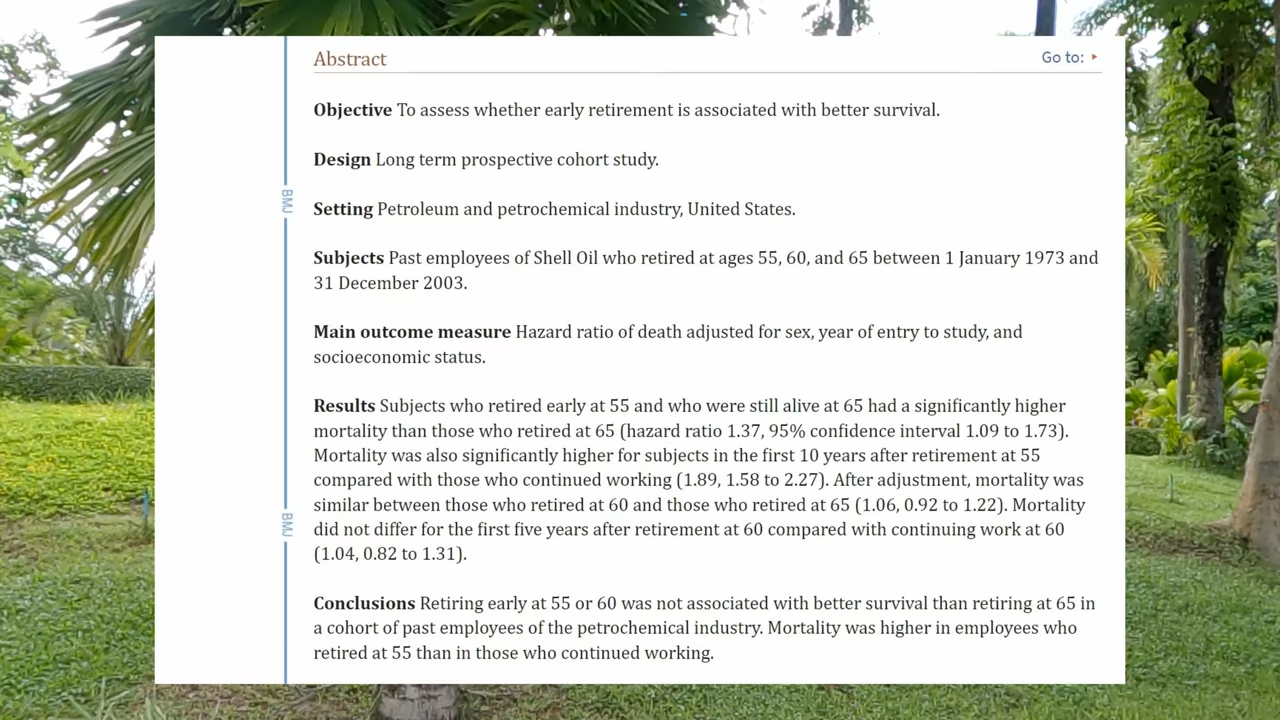 Abstract
Go to:
Objective To assess whether early retirement is associated with better survival.
Design Long term prospective cohort study.
BMJ
Setting Petroleum and petrochemical industry, United States.
Subjects Past employees of Shell Oil who retired at ages 55, 60, and 65 between 1 January 1973 and
31 December 2003.
Main outcome measure Hazard ratio of death adjusted for sex, year of entry to study, and
socioeconomic status.
Results Subjects who retired early at 55 and who were still alive at 65 had a significantly higher
mortality than those who retired at 65 (hazard ratio 1.37, 95% confidence interval 1.09 to 1.73).
Mortality was also significantly higher for subjects in the first 10 years after retirement at 55
compared with those who continued working (1.89, 1.58 to 2.27). After adjustment, mortality was
similar between those who retired at 60 and those who retired at 65 (1.06, 0.92 to 1.22). Mortality
BMJ
did not differ for the first five years after retirement at 60 compared with continuing work at 60
(1.04, 0.82 to 1.31).
Conclusions Retiring early at 55 or 60 was not associated with better survival than retiring at 65 in
a cohort of past employees of the petrochemical industry. Mortality was higher in employees who
retired at 55 than in those who continued working.